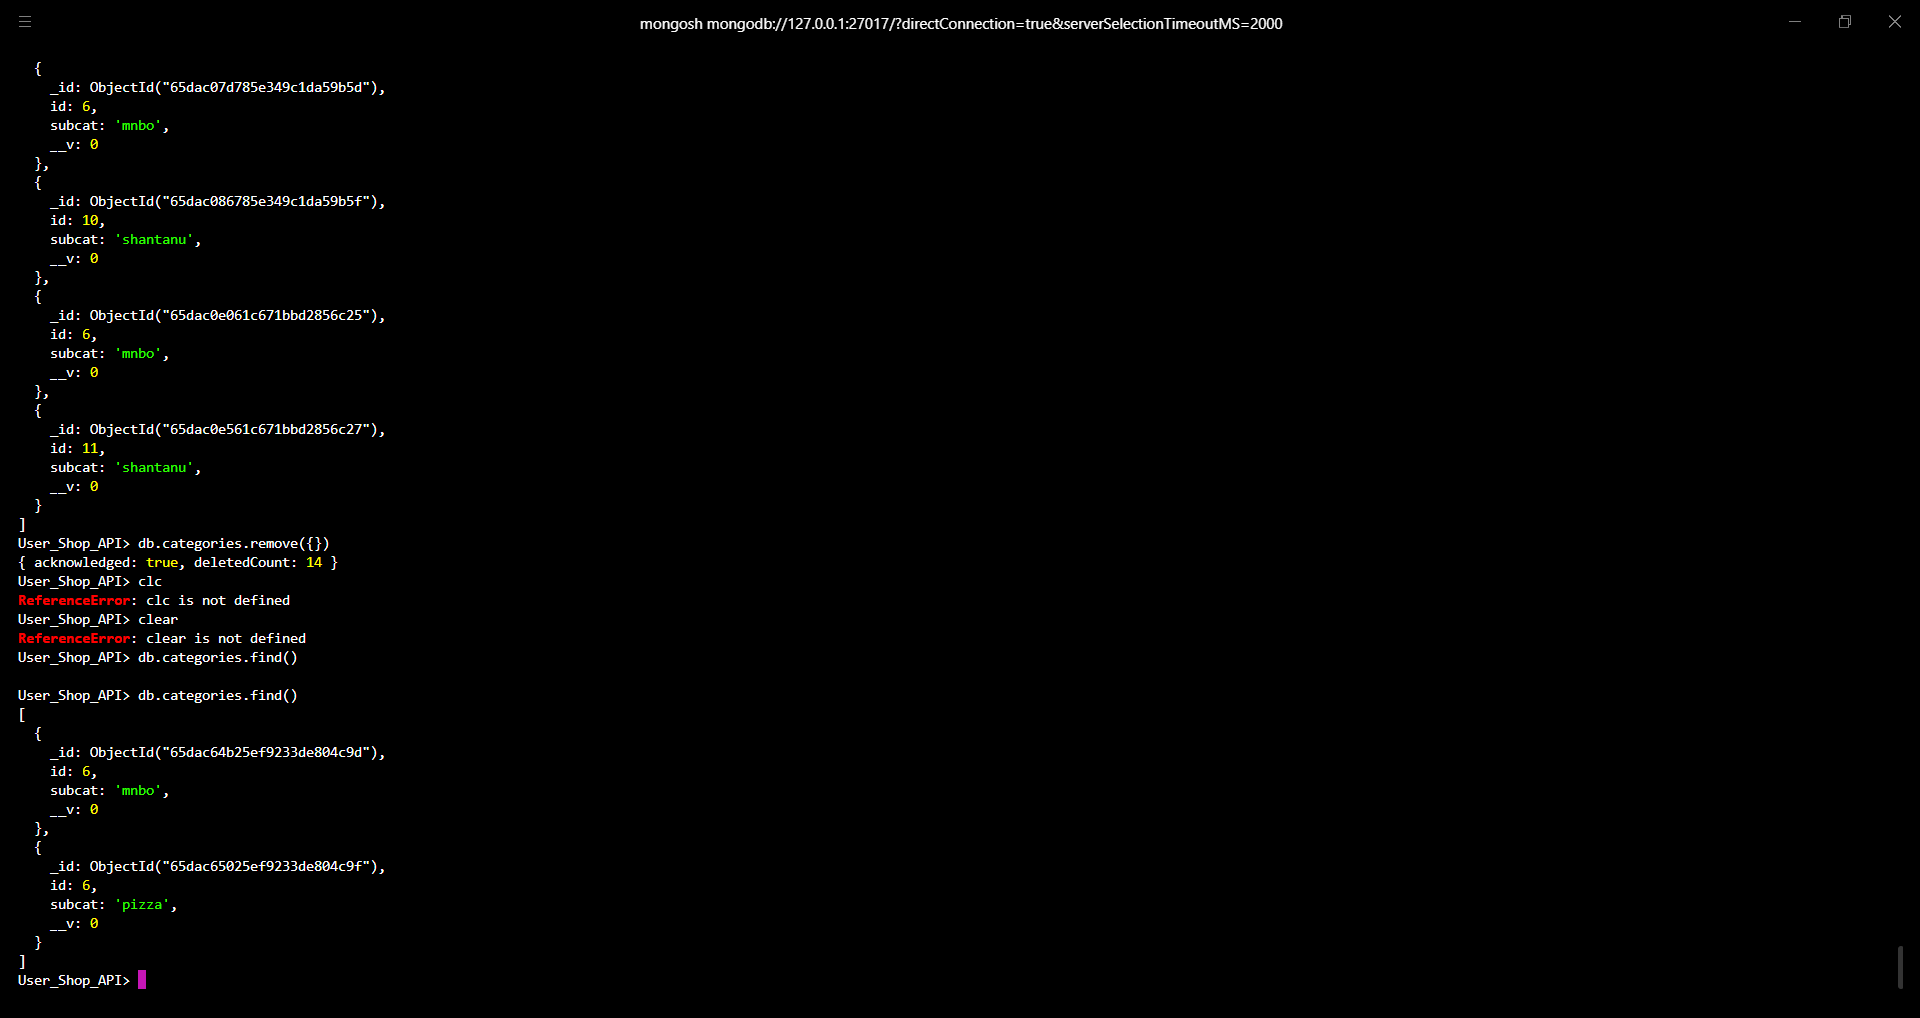 mongosh mongodb://127.0.0.1:27017/?directConnection=true&serverSelectionTimeoutMS=2000
  {
    _id: ObjectId("65dac07d785e349c1da59b5d"),
    id: 6,
    subcat: 'mnbo',
    __v: 0
  },
  {
    _id: ObjectId("65dac086785e349c1da59b5f"),
    id: 10,
    subcat: 'shantanu',
    __v: 0
  },
  {
    _id: ObjectId("65dac0e061c671bbd2856c25"),
    id: 6,
    subcat: 'mnbo',
    __v: 0
  },
  {
    _id: ObjectId("65dac0e561c671bbd2856c27"),
    id: 11,
    subcat: 'shantanu',
    __v: 0
  }
]
User_Shop_API> db.categories.remove({})
{ acknowledged: true, deletedCount: 14 }
User_Shop_API> clc
ReferenceError: clc is not defined
User_Shop_API> clear
ReferenceError: clear is not defined
User_Shop_API> db.categories.find()

User_Shop_API> db.categories.find()
[
  {
    _id: ObjectId("65dac64b25ef9233de804c9d"),
    id: 6,
    subcat: 'mnbo',
    __v: 0
  },
  {
    _id: ObjectId("65dac65025ef9233de804c9f"),
    id: 6,
    subcat: 'pizza',
    __v: 0
  }
]
User_Shop_API>